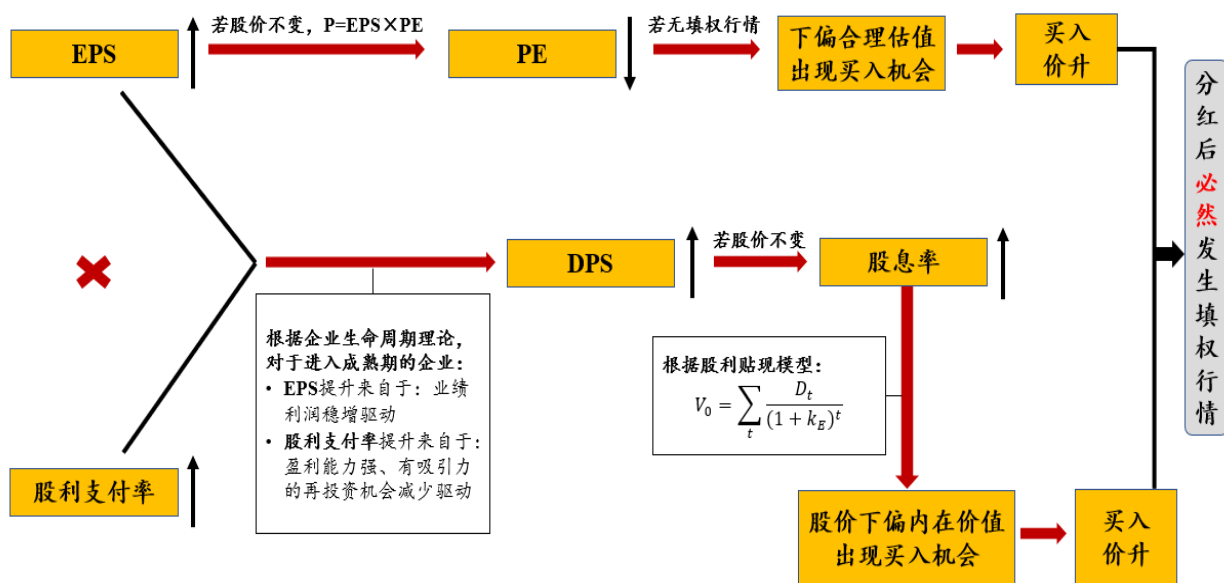 EPS
若股价不变，P=EPS×PE
PE
若无填权行情
下偏合理估值
出现买入机会
买入
价升
分红后必然发生填权行情
DPS
若股价不变
股息率
根据企业生命周期理论，
对于进入成熟期的企业：
• EPS提升来自于：业绩
利润稳增驱动
• 股利支付率提升来自于：
盈利能力强、有吸引力
的再投资机会减少驱动
根据股利贴现模型：
V₀ = ∑ₜ Dₜ/(1 + k_E)ᵗ
股利支付率
股价下偏内在价值
出现买入机会
买入
价升